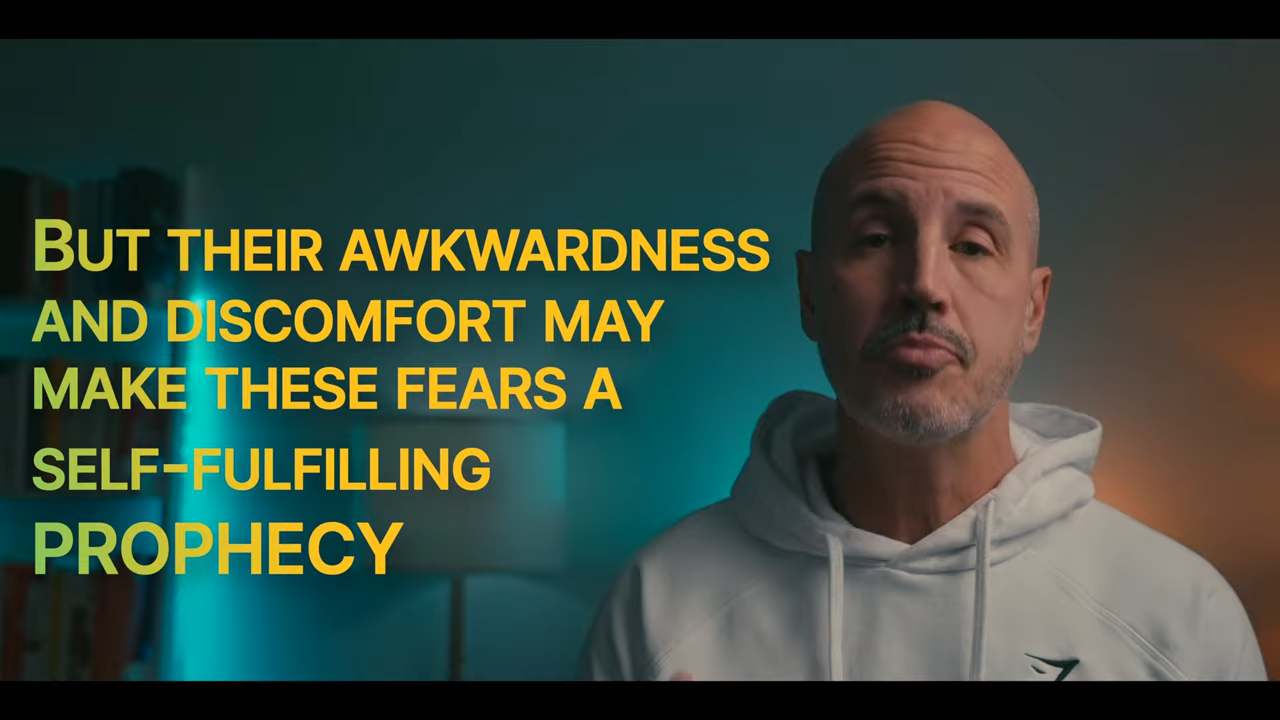 BUT THEIR AWKWARDNESS
AND DISCOMFORT MAY
MAKE THESE FEARS A
SELF-FULFILLING
PROPHECY